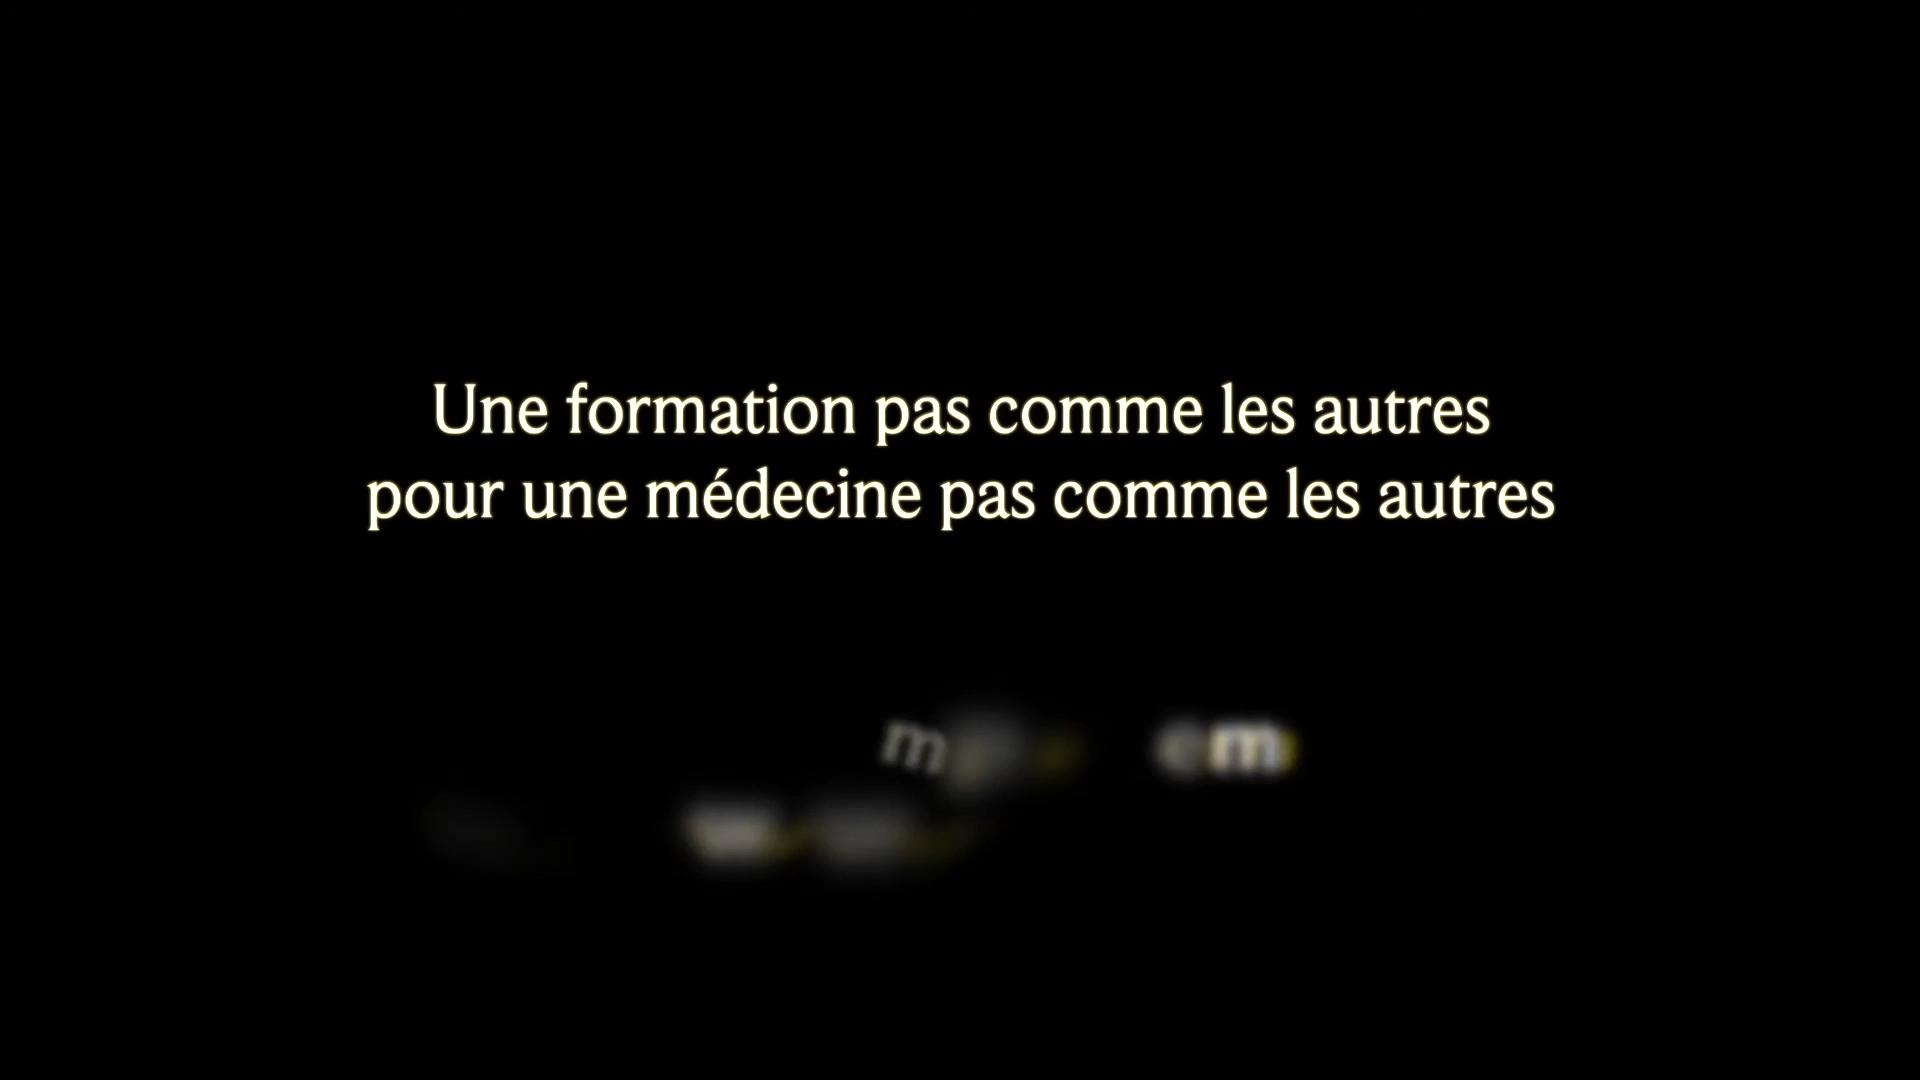 Une formation pas comme les autres
pour une médecine pas comme les autres